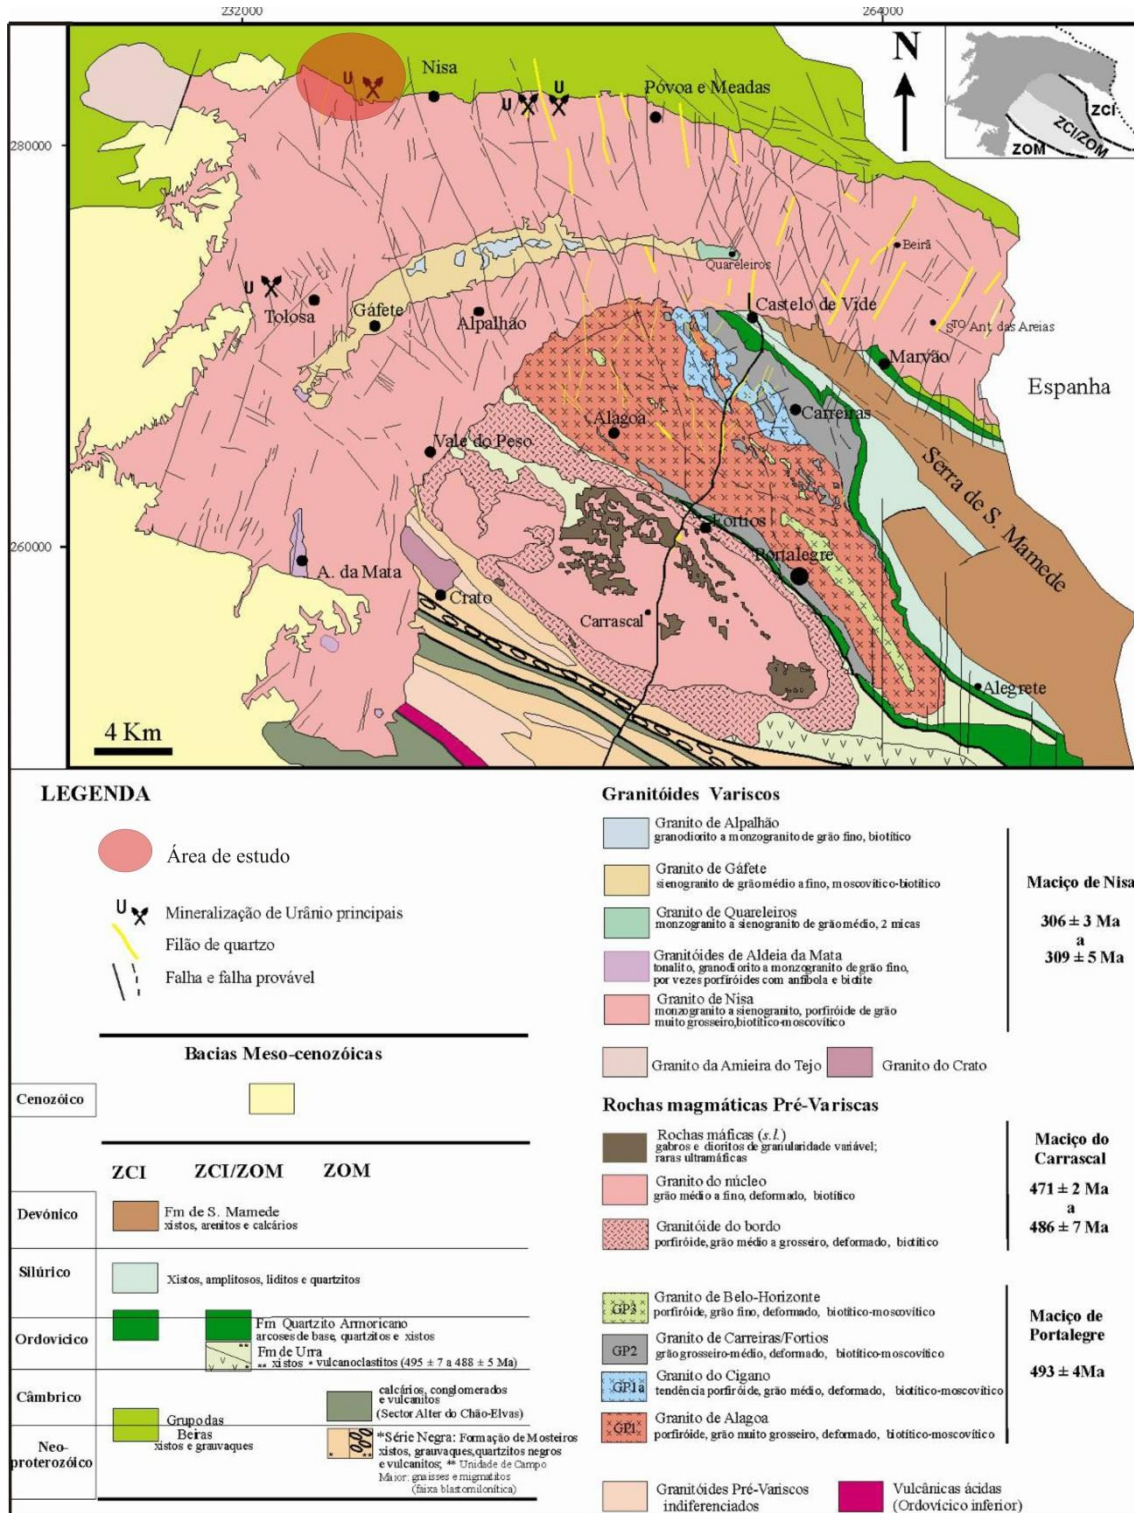 232000
264000
280000
260000
U
Nisa
U
U
Póvoa e Meadas
N
ZCI
ZCI/ZOM
ZOM
Beirã
Quareleiros
U
Tolosa
Gáfete
Alpalhão
Castelo de Vide
STO Ant. das Areias
Marvão
Espanha
Carreiras
Alagoa
Vale do Peso
Serra de S. Mamede
Fortios
Portalegre
A. da Mata
Crato
Carrascal
Alegrete
4 Km
LEGENDA
Área de estudo
U
Mineralização de Urânio principais
Filão de quartzo
Falha e falha provável
Bacias Meso-cenozóicas
Cenozóico
ZCI
ZCI/ZOM
ZOM
Devónico
Fm de S. Mamede
xistos, arenitos e calcários
Silúrico
Xistos, amplitosos, liditos e quartzitos
Ordovícico
Fm Quartzito Armoricano
arcoses de base, quartzitos e xistos
**
*
Fm de Urra
** xistos * vulcanoclastitos (495 ± 7 a 488 ± 5 Ma)
Câmbrico
calcários, conglomerados
e vulcanitos
(Sector Alter do Chão-Elvas)
Neo-
proterozóico
Grupo das
Beiras
xistos e grauvaques
*
**
*Série Negra: Formação de Mosteiros
xistos, grauvaques,quartzitos negros
e vulcanitos; ** Unidade de Campo
Maior: gnaisses e migmatitos
(faixa blastomilonítica)
Granitóides Variscos
Granito de Alpalhão
granodiorito a monzogranito de grão fino, biotítico
Granito de Gáfete
sienogranito de grão médio a fino, moscovítico-biotítico
Granito de Quareleiros
monzogranito a sienogranito de grão médio, 2 micas
Granitóides de Aldeia da Mata
tonalito, granodiorito a monzogranito de grão fino,
por vezes porfiróides com anfibola e biotite
Granito de Nisa
monzogranito a sienogranito, porfiróide de grão
muito grosseiro,biotítico-moscovítico
Maciço de Nisa
306 ± 3 Ma
a
309 ± 5 Ma
Granito da Amieira do Tejo
Granito do Crato
Rochas magmáticas Pré-Variscas
Rochas máficas (s.l.)
gabros e dioritos de granularidade variável;
raras ultramáficas
Granito do núcleo
grão médio a fino, deformado, biotítico
Granitóide do bordo
porfiróide, grão médio a grosseiro, deformado, biotítico
Maciço do
Carrascal
471 ± 2 Ma
a
486 ± 7 Ma
GP3
Granito de Belo-Horizonte
porfiróide, grão fino, deformado, biotítico-moscovítico
GP2
Granito de Carreiras/Fortios
grão grosseiro-médio, deformado, biotítico-moscovítico
GP1a
Granito do Cigano
tendência porfiróide, grão médio, deformado, biotítico-moscovítico
GP1
Granito de Alagoa
porfiróide, grão muito grosseiro, deformado, biotítico-moscovítico
Maciço de
Portalegre
493 ± 4Ma
Granitóides Pré-Variscos
indiferenciados
Vulcânicas ácidas
(Ordovícico inferior)